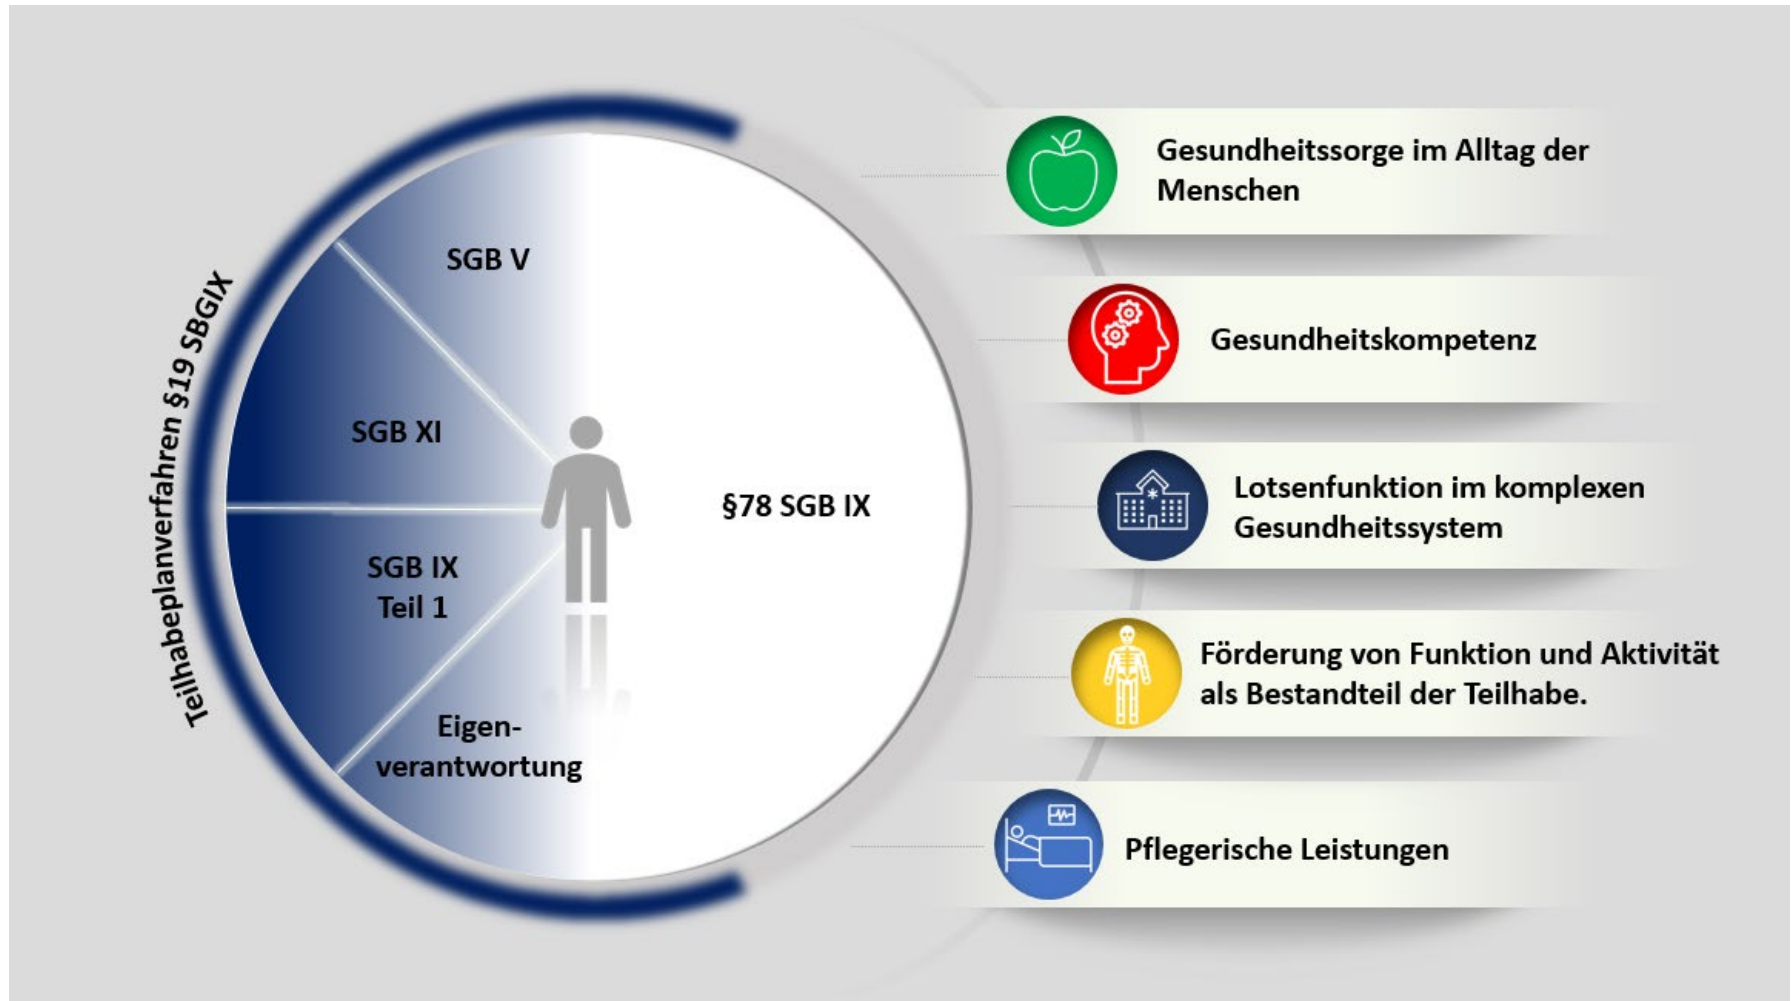 Teilhabeplanverfahren §19 SBGIX
SGB V
SGB XI
SGB IX
Teil 1
Eigen-
verantwortung
§78 SGB IX
Gesundheitssorge im Alltag der
Menschen
Gesundheitskompetenz
Lotsenfunktion im komplexen
Gesundheitssystem
Förderung von Funktion und Aktivität
als Bestandteil der Teilhabe.
Pflegerische Leistungen